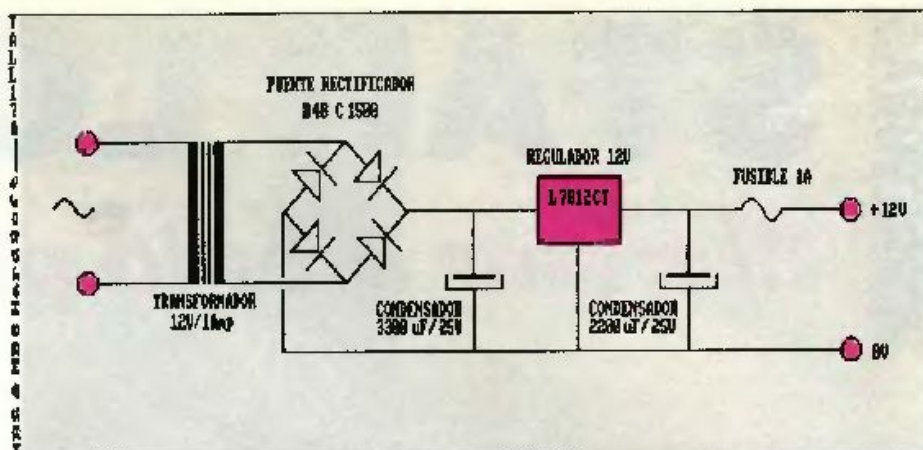 PUENTE RECTIFICADOR
B40 C 1500
REGULADOR 12V
L7812CT
FUSIBLE 1A
+12V
TRANSFORMADOR
12V/1Amp
CONDENSADOR
3300 uF/25V
CONDENSADOR
2200 uF/25V
0V